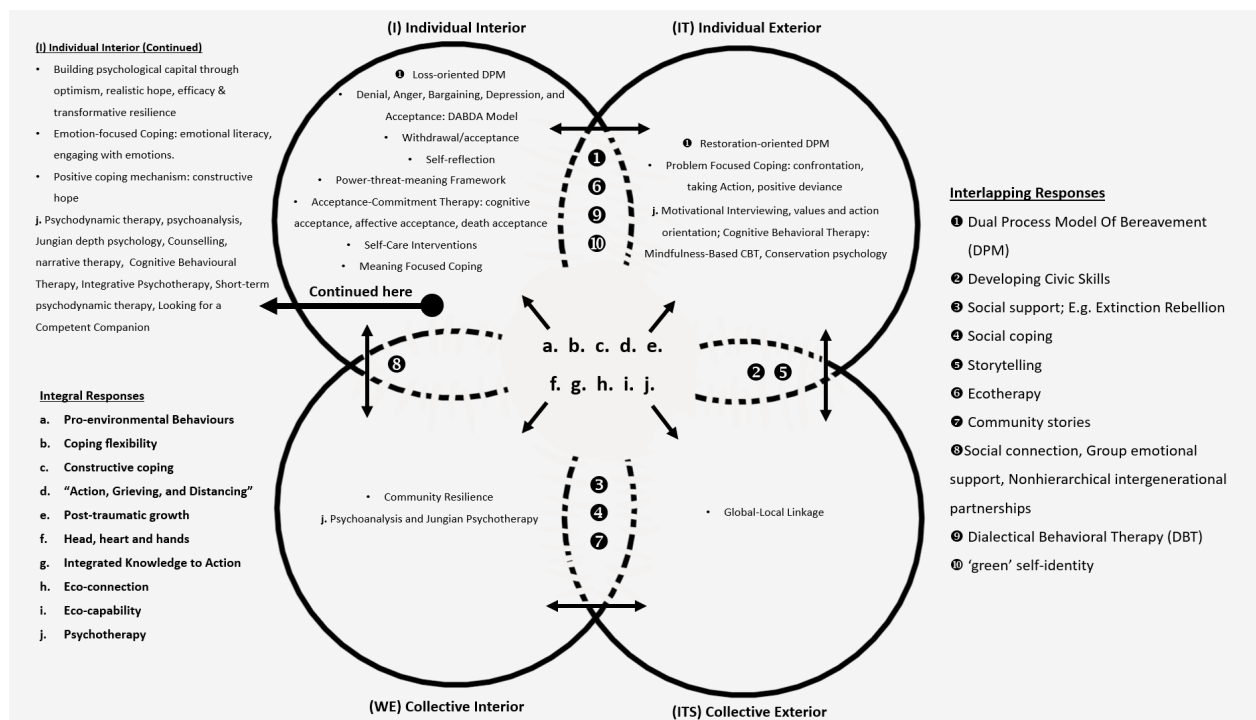 (I) Individual Interior
(IT) Individual Exterior
(I) Individual Interior (Continued)
• Building psychological capital through
optimism, realistic hope, efficacy &
transformative resilience
• Emotion-focused Coping: emotional literacy,
engaging with emotions.
• Positive coping mechanism: constructive
hope
j. Psychodynamic therapy, psychoanalysis,
Jungian depth psychology, Counselling,
narrative therapy, Cognitive Behavioural
Therapy, Integrative Psychotherapy, Short-term
psychodynamic therapy, Looking for a
Competent Companion
❶ Loss-oriented DPM
• Denial, Anger, Bargaining, Depression, and
Acceptance: DABDA Model
• Withdrawal/acceptance
• Self-reflection
• Power-threat-meaning Framework
• Acceptance-Commitment Therapy: cognitive
acceptance, affective acceptance, death acceptance
• Self-Care Interventions
• Meaning Focused Coping
Continued here
❶
❻
❾
❿
❶ Restoration-oriented DPM
• Problem Focused Coping: confrontation,
taking Action, positive deviance
j. Motivational Interviewing, values and action
orientation; Cognitive Behavioral Therapy:
Mindfulness-Based CBT, Conservation psychology
a. b. c. d. e.
f. g. h. i. j.
❽
❷ ❺
Integral Responses
a. Pro-environmental Behaviours
b. Coping flexibility
c. Constructive coping
d. “Action, Grieving, and Distancing”
e. Post-traumatic growth
f. Head, heart and hands
g. Integrated Knowledge to Action
h. Eco-connection
i. Eco-capability
j. Psychotherapy
• Community Resilience
j. Psychoanalysis and Jungian Psychotherapy
❸
❹
❼
• Global-Local Linkage
Interlapping Responses
❶ Dual Process Model Of Bereavement
(DPM)
❷ Developing Civic Skills
❸ Social support; E.g. Extinction Rebellion
❹ Social coping
❺ Storytelling
❻ Ecotherapy
❼ Community stories
❽Social connection, Group emotional
support, Nonhierarchical intergenerational
partnerships
❾ Dialectical Behavioral Therapy (DBT)
❿ ‘green’ self-identity
(WE) Collective Interior
(ITS) Collective Exterior